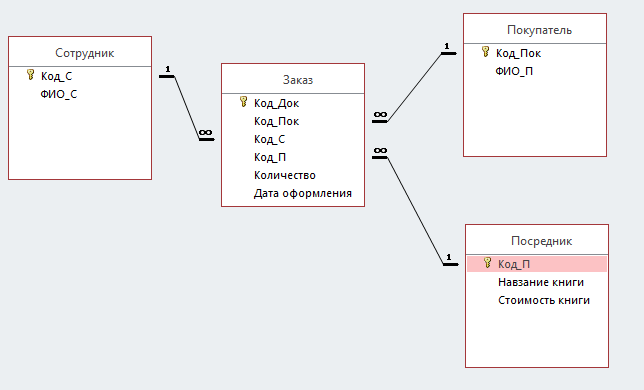 Сотрудник
Код_С
ФИО_С
1
∞
Заказ
Код_Док
Код_Пок
Код_С
Код_П
Количество
Дата оформления
∞
∞
1
Покупатель
Код_Пок
ФИО_П
1
Посредник
Код_П
Навзание книги
Стоимость книги